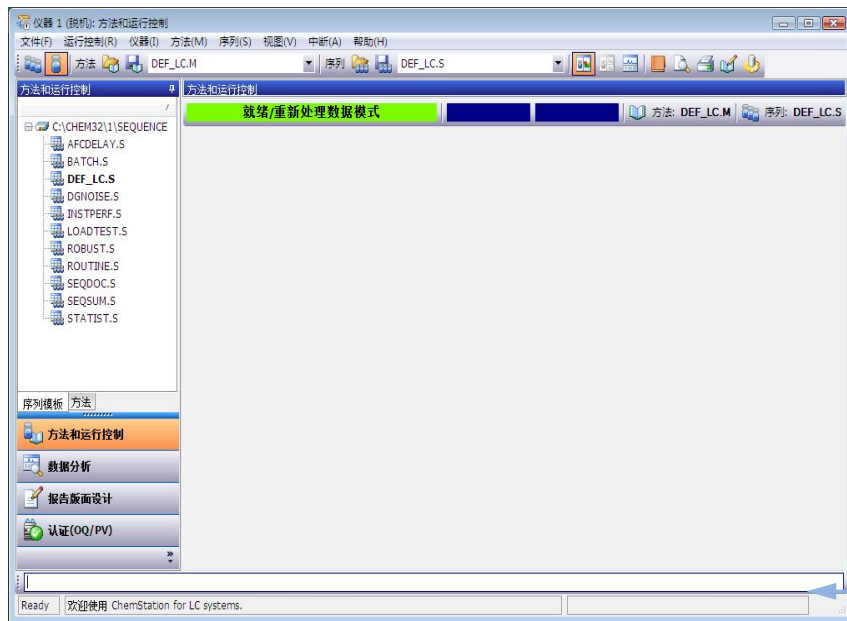 仪器 1 (脱机): 方法和运行控制
文件(F) 运行控制(R) 仪器(I) 方法(M) 序列(S) 视图(V) 中断(A) 帮助(H)
方法 DEF_LC.M 序列 DEF_LC.S
方法和运行控制
方法和运行控制
就绪/重新处理数据模式
方法: DEF_LC.M 序列: DEF_LC.S
C:\CHEM32\1\SEQUENCE
AFCDELAY.S
BATCH.S
DEF_LC.S
DGNOISE.S
INSTPERF.S
LOADTEST.S
ROBUST.S
ROUTINE.S
SEQDOC.S
SEQSUM.S
STATIST.S
序列模板 方法
方法和运行控制
数据分析
报告版面设计
认证(OQ/PV)
Ready 欢迎使用 ChemStation for LC systems.